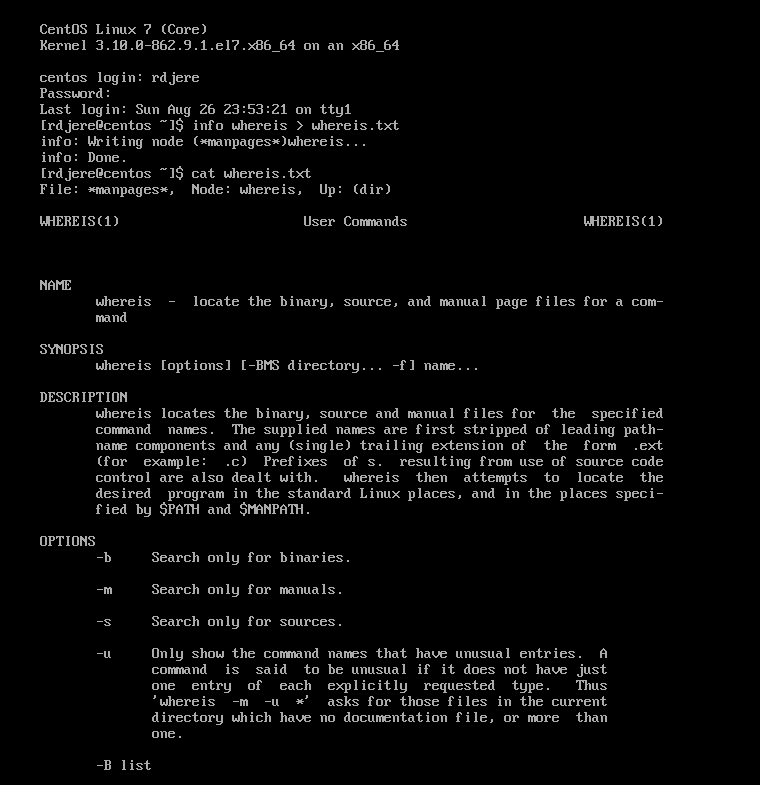 CentOS Linux 7 (Core)
Kernel 3.10.0-862.9.1.el7.x86_64 on an x86_64
centos login: rdjere
Password:
Last login: Sun Aug 26 23:53:21 on tty1
[rdjere@centos ~]$ info whereis > whereis.txt
info: Writing node (*manpages*)whereis...
info: Done.
[rdjere@centos ~]$ cat whereis.txt
File: *manpages*,  Node: whereis,  Up: (dir)
WHEREIS(1)                       User Commands                      WHEREIS(1)
NAME
whereis  -  locate the binary, source, and manual page files for a com-
mand
SYNOPSIS
whereis [options] [-BMS directory... -f] name...
DESCRIPTION
whereis locates the binary, source and manual files for  the  specified
command  names.  The supplied names are first stripped of leading path-
name components and any (single) trailing extension of  the  form  .ext
(for  example:  .c)  Prefixes  of s.  resulting from use of source code
control are also dealt with.   whereis  then  attempts  to  locate  the
desired  program in the standard Linux places, and in the places speci-
fied by $PATH and $MANPATH.
OPTIONS
-b     Search only for binaries.
-m     Search only for manuals.
-s     Search only for sources.
-u     Only show the command names that have unusual entries.  A
command  is  said  to be unusual if it does not have just
one  entry  of  each  explicitly  requested  type.   Thus
'whereis  -m  -u  *'  asks for those files in the current
directory which have no documentation file, or more  than
one.
-B list